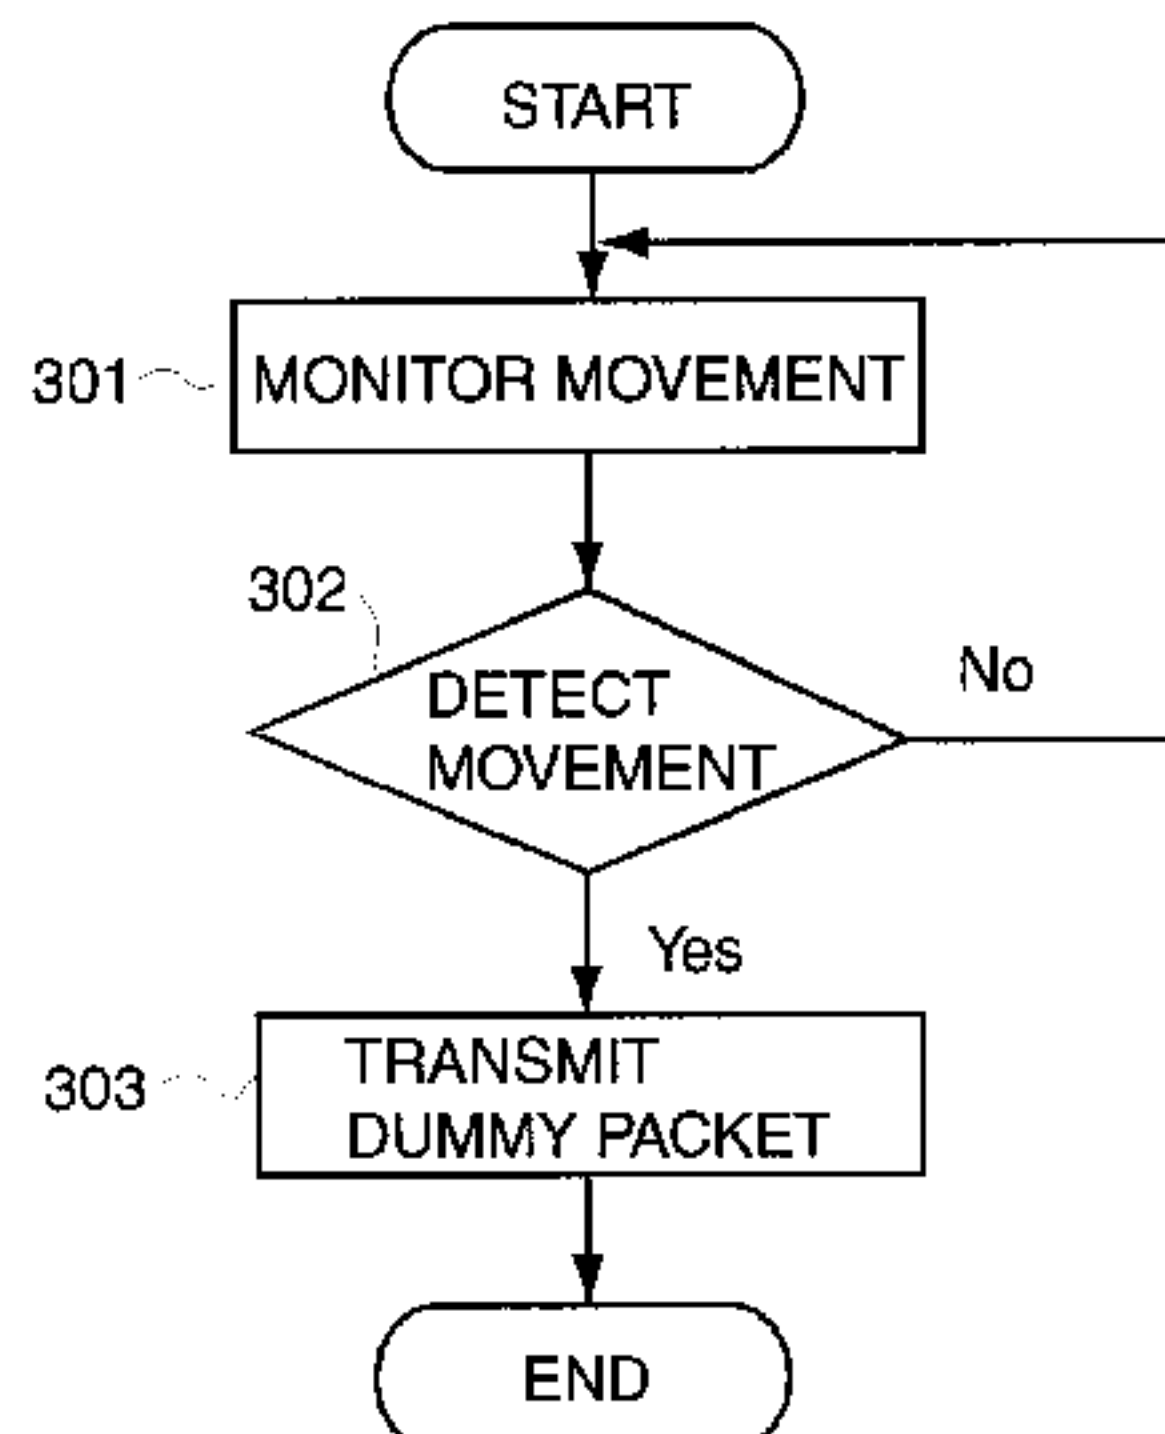 START
301
MONITOR MOVEMENT
302
DETECT
MOVEMENT
No
Yes
303
TRANSMIT
DUMMY PACKET
END